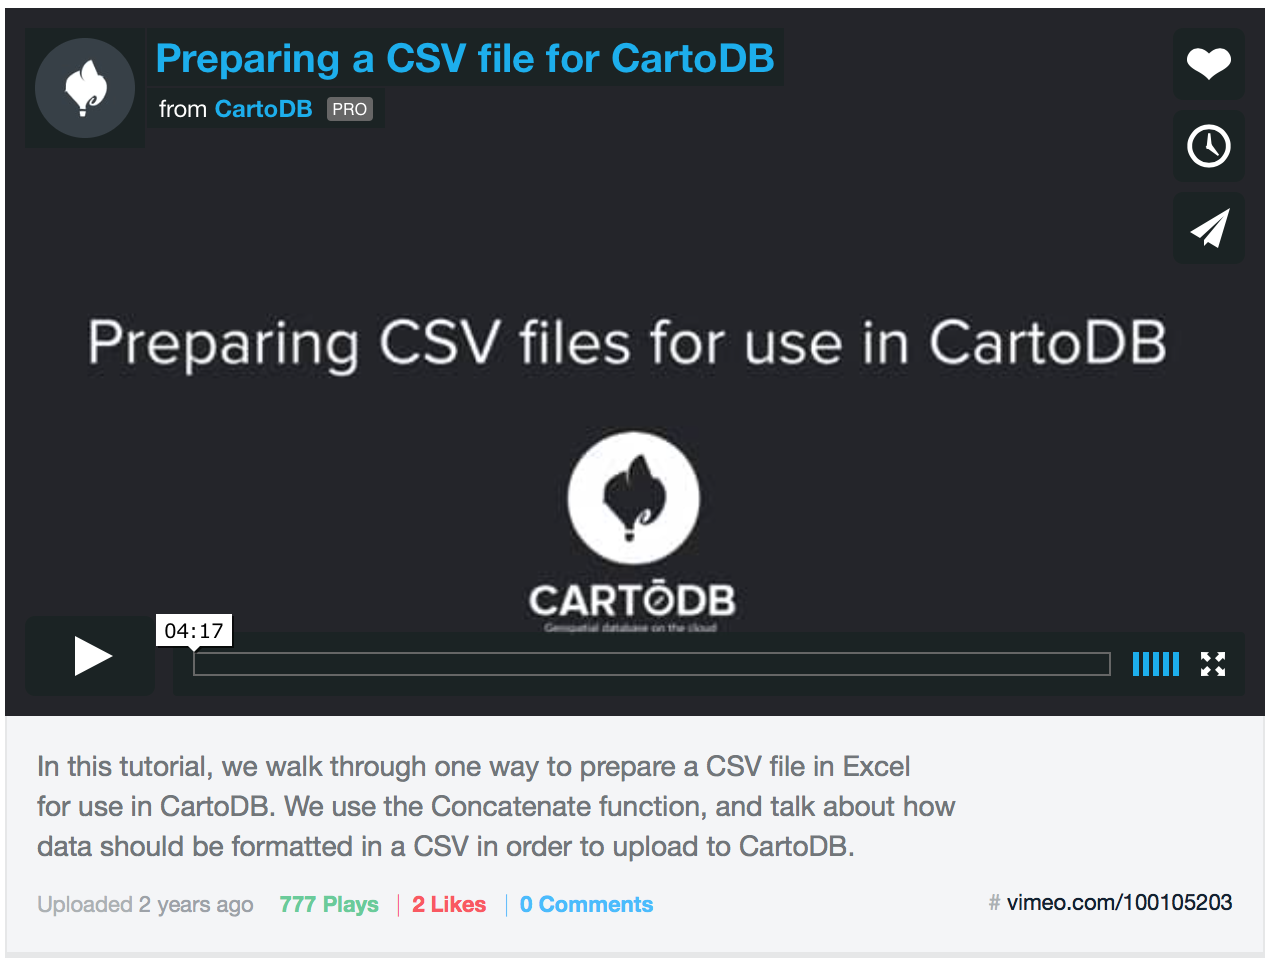 Preparing a CSV file for CartoDB
from CartoDB PRO
Preparing CSV files for use in CartoDB
CARTODB
Geospatial database on the cloud
04:17
In this tutorial, we walk through one way to prepare a CSV file in Excel
for use in CartoDB. We use the Concatenate function, and talk about how
data should be formatted in a CSV in order to upload to CartoDB.
Uploaded 2 years ago 777 Plays | 2 Likes | 0 Comments # vimeo.com/100105203